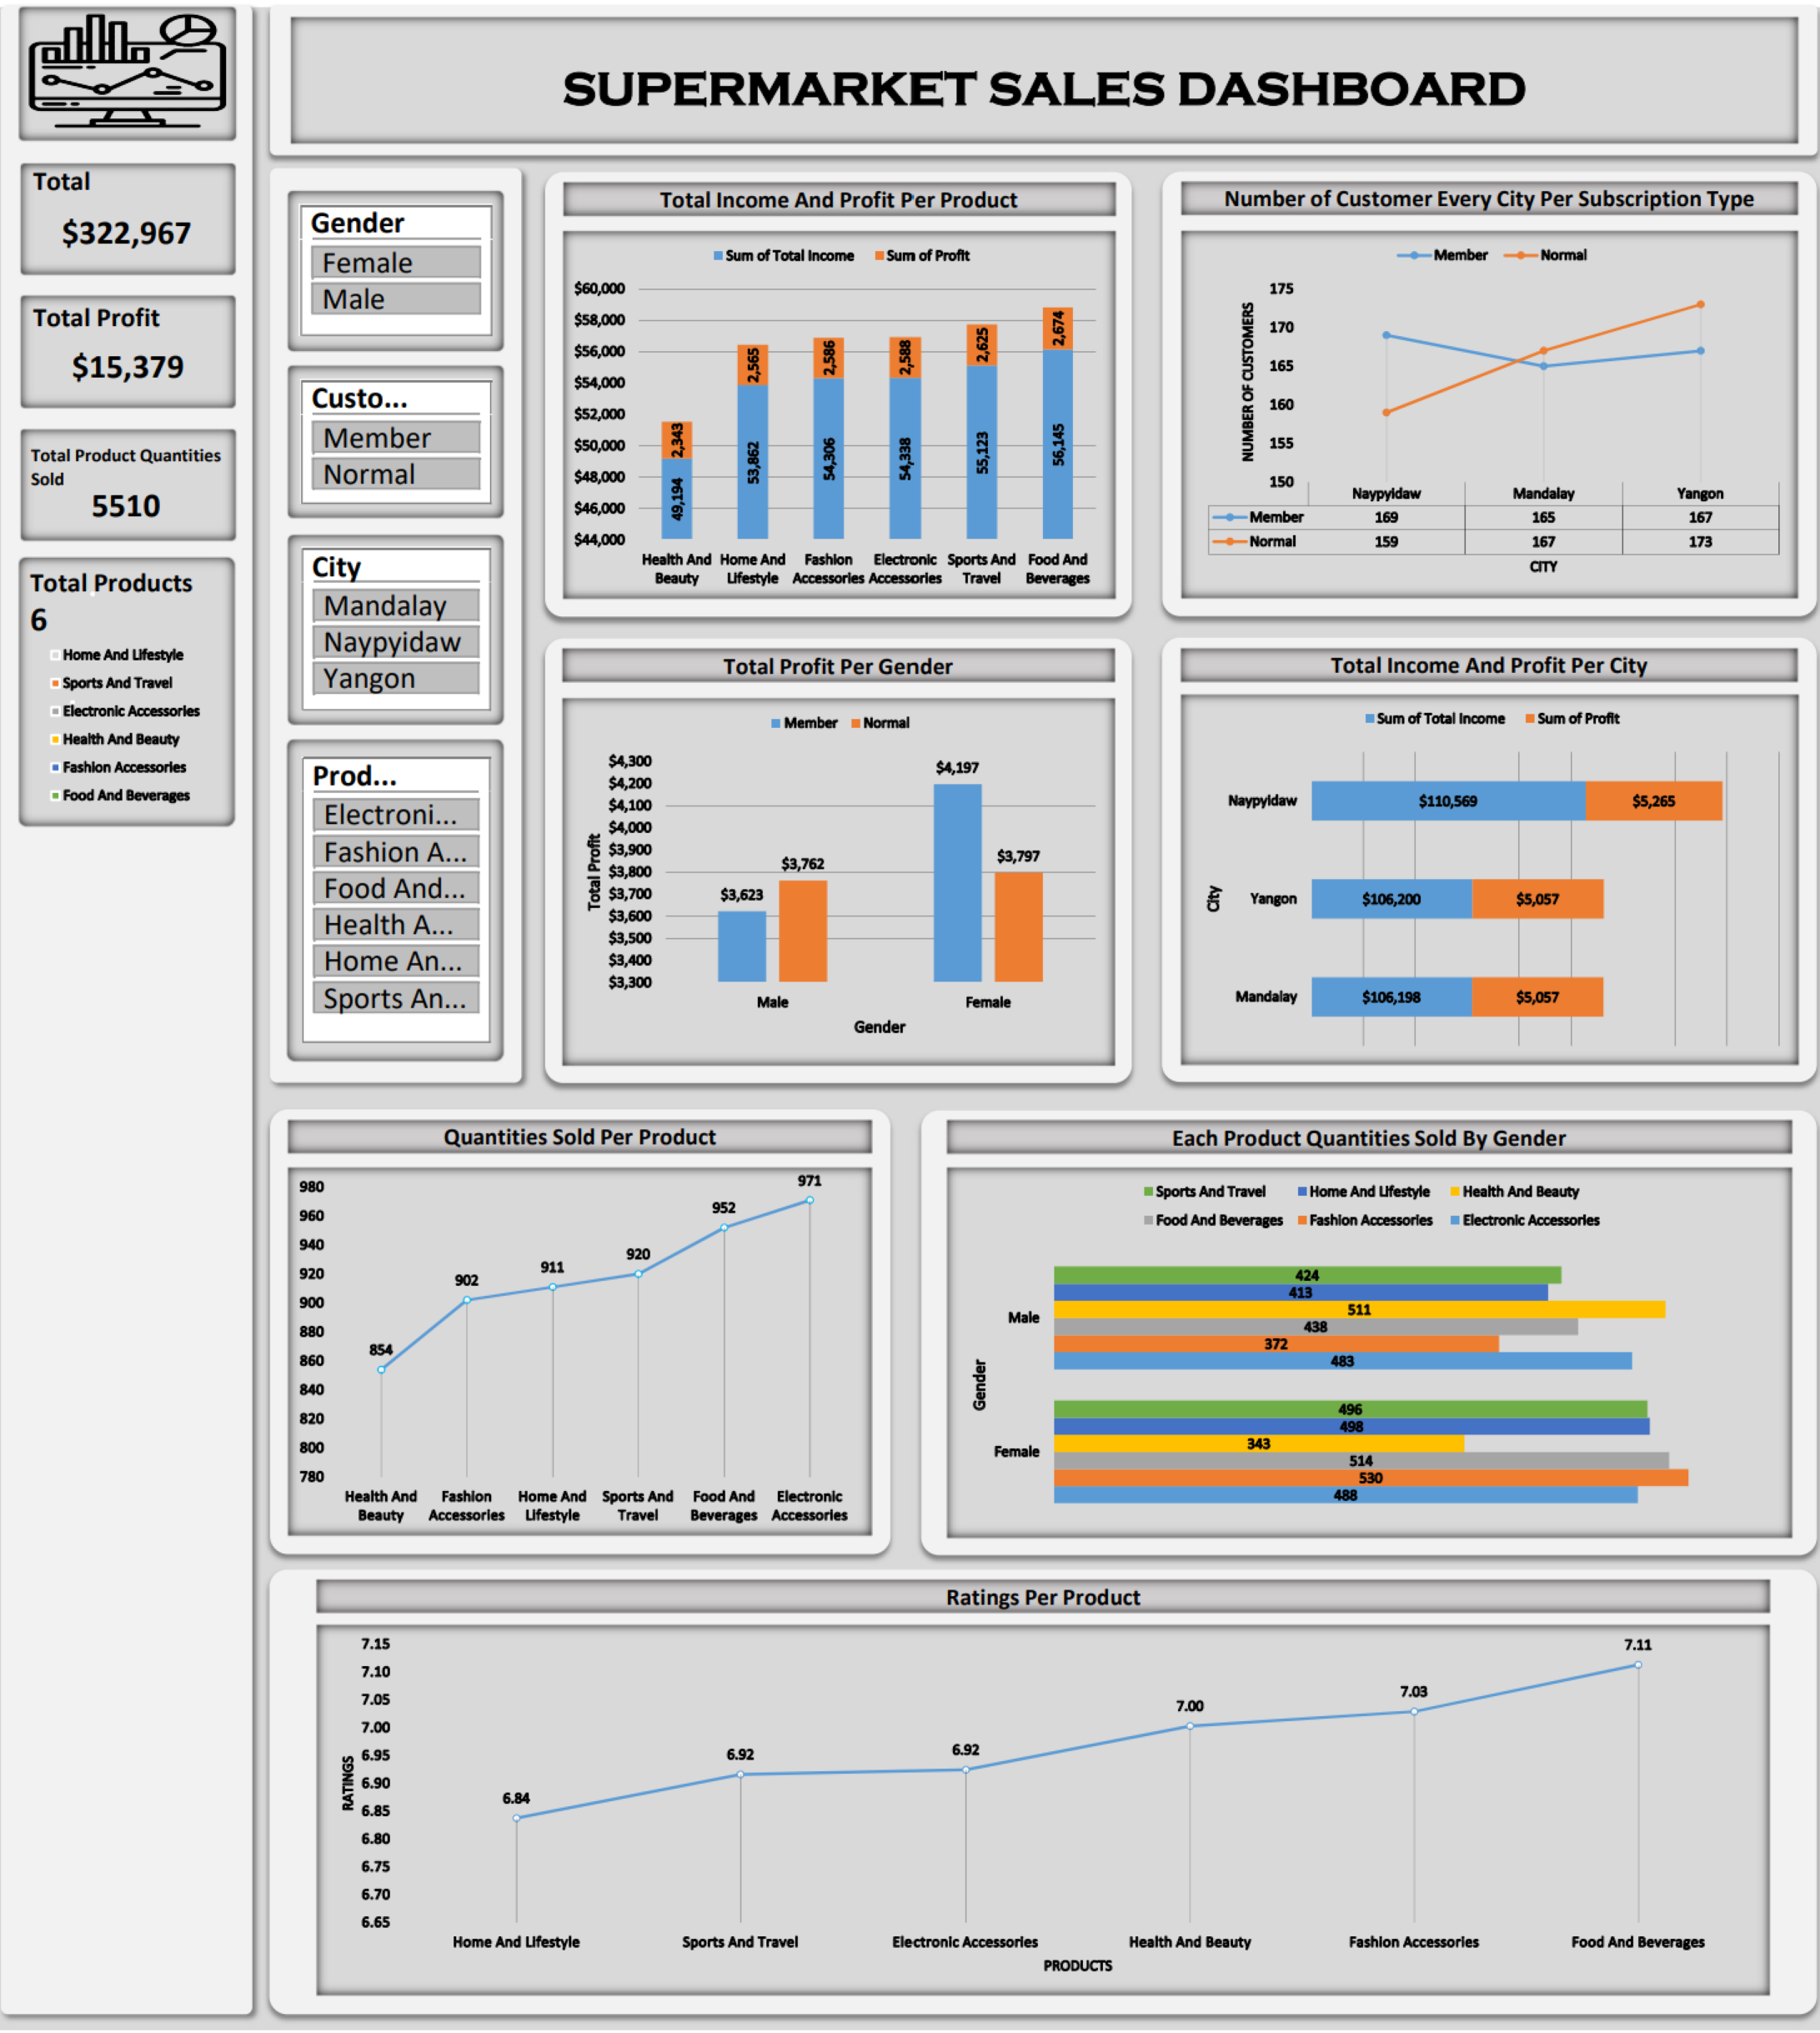 SUPERMARKET SALES DASHBOARD
Total
$322,967
Total Profit
$15,379
Total Product Quantities
Sold
5510
Total Products
6
Home And Lifestyle
Sports And Travel
Electronic Accessories
Health And Beauty
Fashion Accessories
Food And Beverages
Gender
Female
Male
Custo...
Member
Normal
City
Mandalay
Naypyidaw
Yangon
Prod...
Electroni...
Fashion A...
Food And...
Health A...
Home An...
Sports An...
Total Income And Profit Per Product
Sum of Total Income Sum of Profit
$60,000
$58,000
$56,000
$54,000
$52,000
$50,000
$48,000
$46,000
$44,000
2,343
2,565
2,586
2,588
2,625
2,674
49,194
53,862
54,306
54,338
55,123
56,145
Health And Home And Fashion Electronic Sports And Food And
Beauty Lifestyle Accessories Accessories Travel Beverages
Number of Customer Every City Per Subscription Type
Member Normal
NUMBER OF CUSTOMERS
175
170
165
160
155
150
Naypyidaw Mandalay Yangon
Member 169 165 167
Normal 159 167 173
CITY
Total Profit Per Gender
Member Normal
Total Profit
$4,300
$4,200
$4,100
$4,000
$3,900
$3,800
$3,700
$3,600
$3,500
$3,400
$3,300
$3,623
$3,762
$4,197
$3,797
Male Female
Gender
Total Income And Profit Per City
Sum of Total Income Sum of Profit
City
Naypyidaw $110,569 $5,265
Yangon $106,200 $5,057
Mandalay $106,198 $5,057
Quantities Sold Per Product
980
960
940
920
900
880
860
840
820
800
780
854
902
911
920
952
971
Health And Fashion Home And Sports And Food And Electronic
Beauty Accessories Lifestyle Travel Beverages Accessories
Each Product Quantities Sold By Gender
Sports And Travel Home And Lifestyle Health And Beauty
Food And Beverages Fashion Accessories Electronic Accessories
Gender
Male
424
413
511
438
372
483
Female
496
498
343
514
530
488
Ratings Per Product
RATINGS
7.15
7.10
7.05
7.00
6.95
6.90
6.85
6.80
6.75
6.70
6.65
6.84
6.92
6.92
7.00
7.03
7.11
Home And Lifestyle Sports And Travel Electronic Accessories Health And Beauty Fashion Accessories Food And Beverages
PRODUCTS